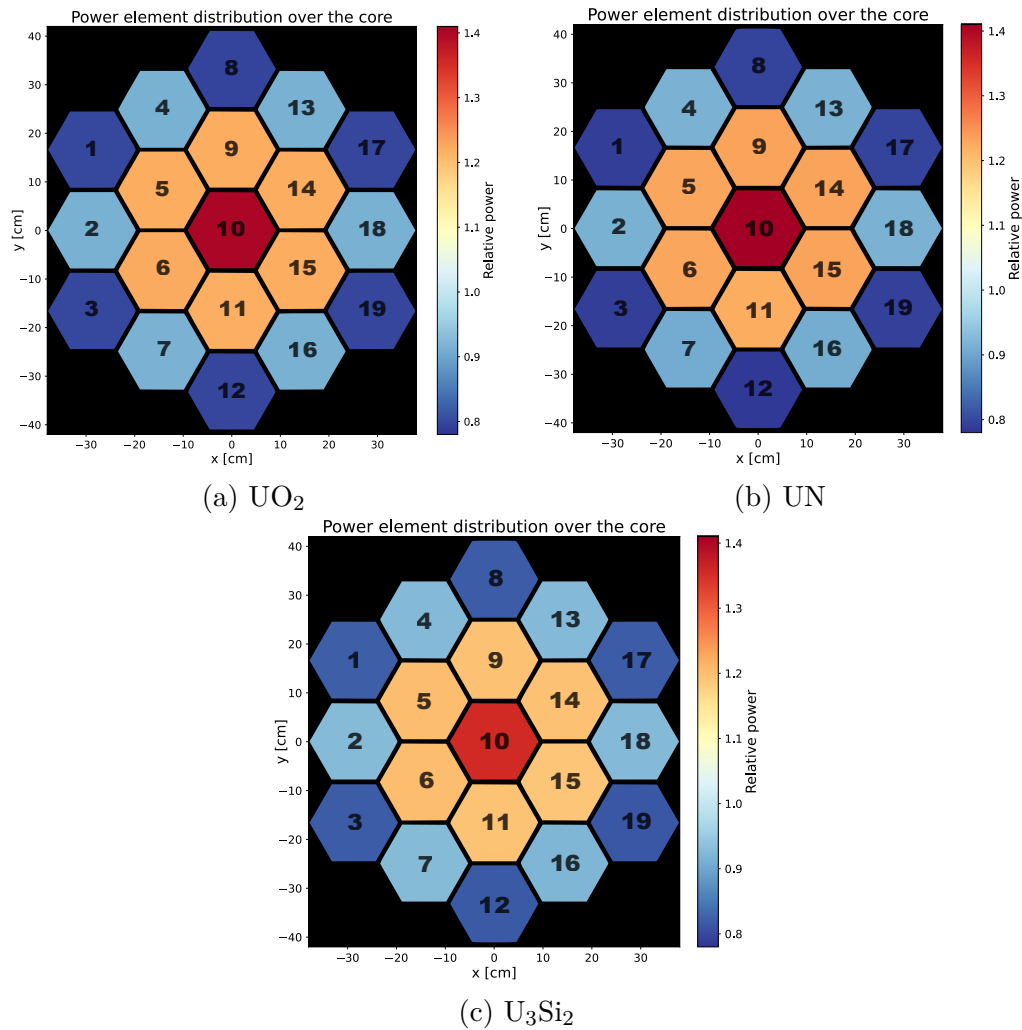 Power element distribution over the core
40
30
20
10
0
−10
−20
−30
−40
y [cm]
8
4 13
1 9 17
5 14
2 10 18
6 15
3 11 19
7 16
12
−30 −20 −10 0 10 20 30
x [cm]
1.4
1.3
1.2
1.1
1.0
0.9
0.8
Relative power
(a) UO₂
Power element distribution over the core
40
30
20
10
0
−10
−20
−30
−40
y [cm]
8
4 13
1 9 17
5 14
2 10 18
6 15
3 11 19
7 16
12
−30 −20 −10 0 10 20 30
x [cm]
1.4
1.3
1.2
1.1
1.0
0.9
0.8
Relative power
(b) UN
Power element distribution over the core
40
30
20
10
0
−10
−20
−30
−40
y [cm]
8
4 13
1 9 17
5 14
2 10 18
6 15
3 11 19
7 16
12
−30 −20 −10 0 10 20 30
x [cm]
1.4
1.3
1.2
1.1
1.0
0.9
0.8
Relative power
(c) U₃Si₂